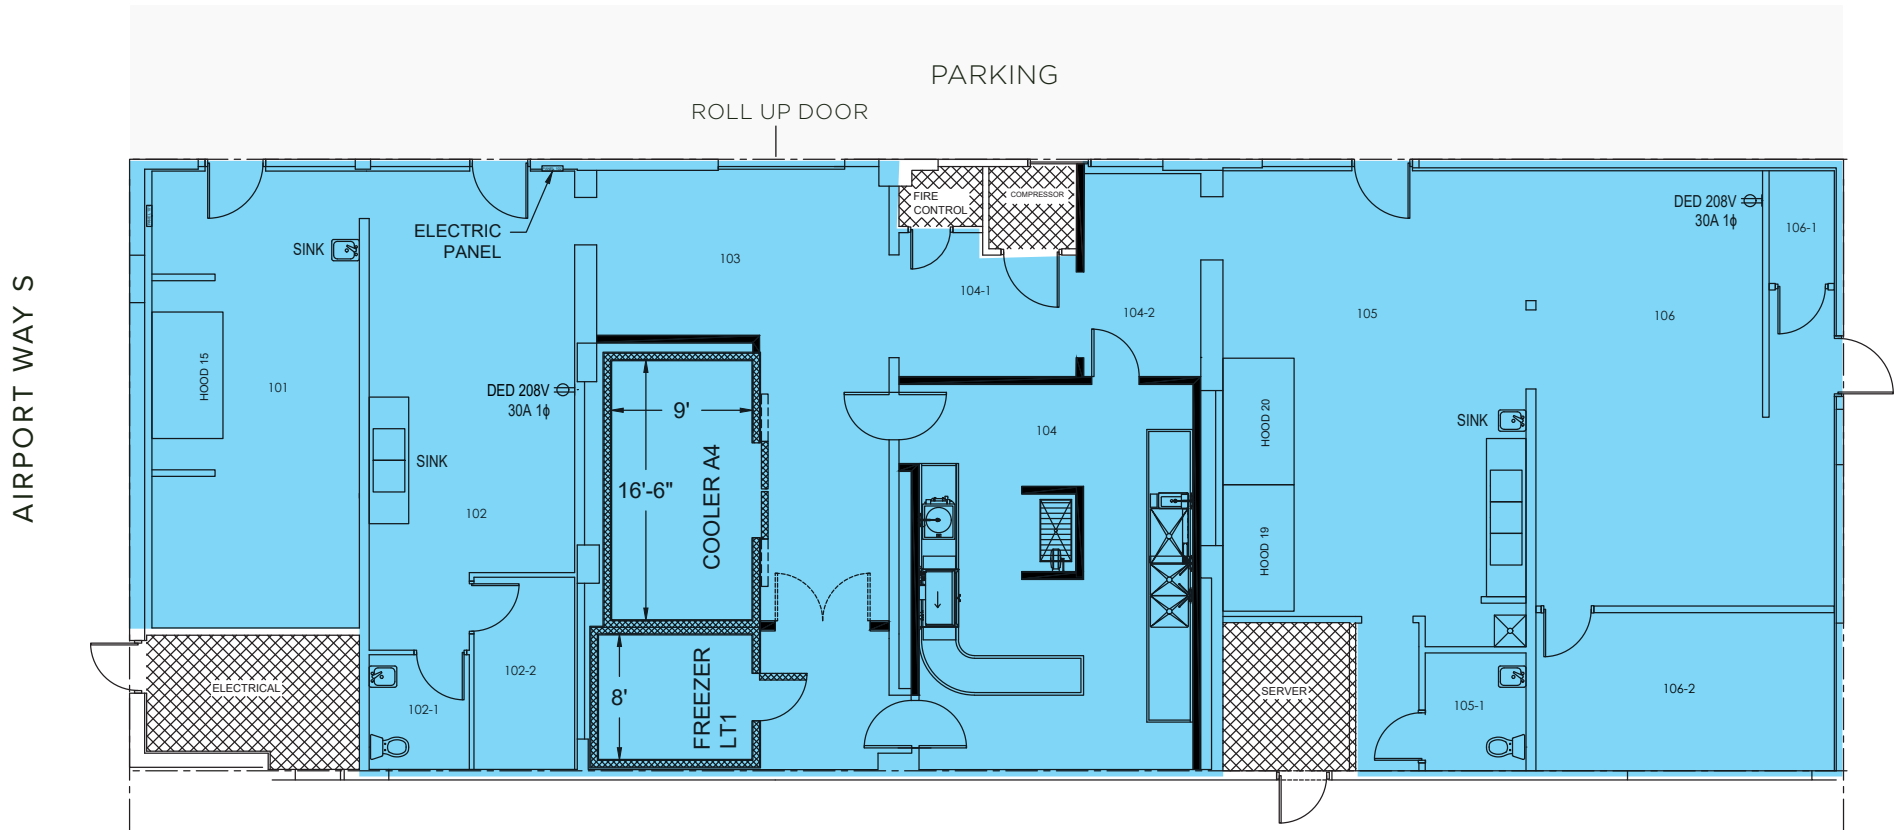 PARKING
ROLL UP DOOR
AIRPORT WAY S
FIRE
CONTROL
COMPRESSOR
DED 208V
30A 1ϕ
106-1
ELECTRIC
PANEL
SINK
103
104-1
104-2
105
106
HOOD 15
101
DED 208V
30A 1ϕ
9'
16'-6"
COOLER A4
104
HOOD 20
SINK
SINK
102
HOOD 19
102-2
102-1
ELECTRICAL
8'
FREEZER
LT1
SERVER
105-1
106-2